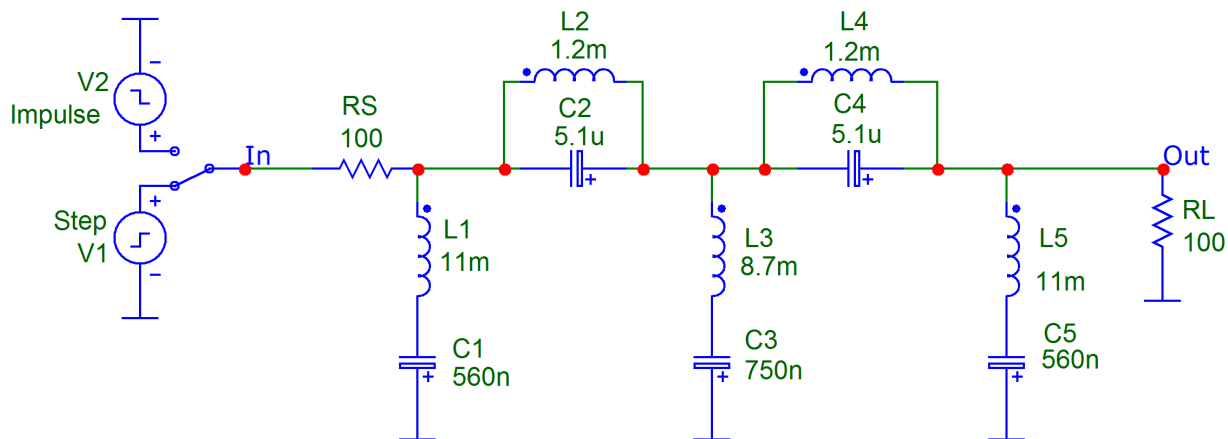 L2
1.2m
L4
1.2m
V2
Impulse
−
+
RS
100
C2
5.1u
+
C4
5.1u
+
In
Out
Step
V1
+
−
L1
11m
L3
8.7m
L5
11m
RL
100
C1
560n
+
C3
750n
+
C5
560n
+